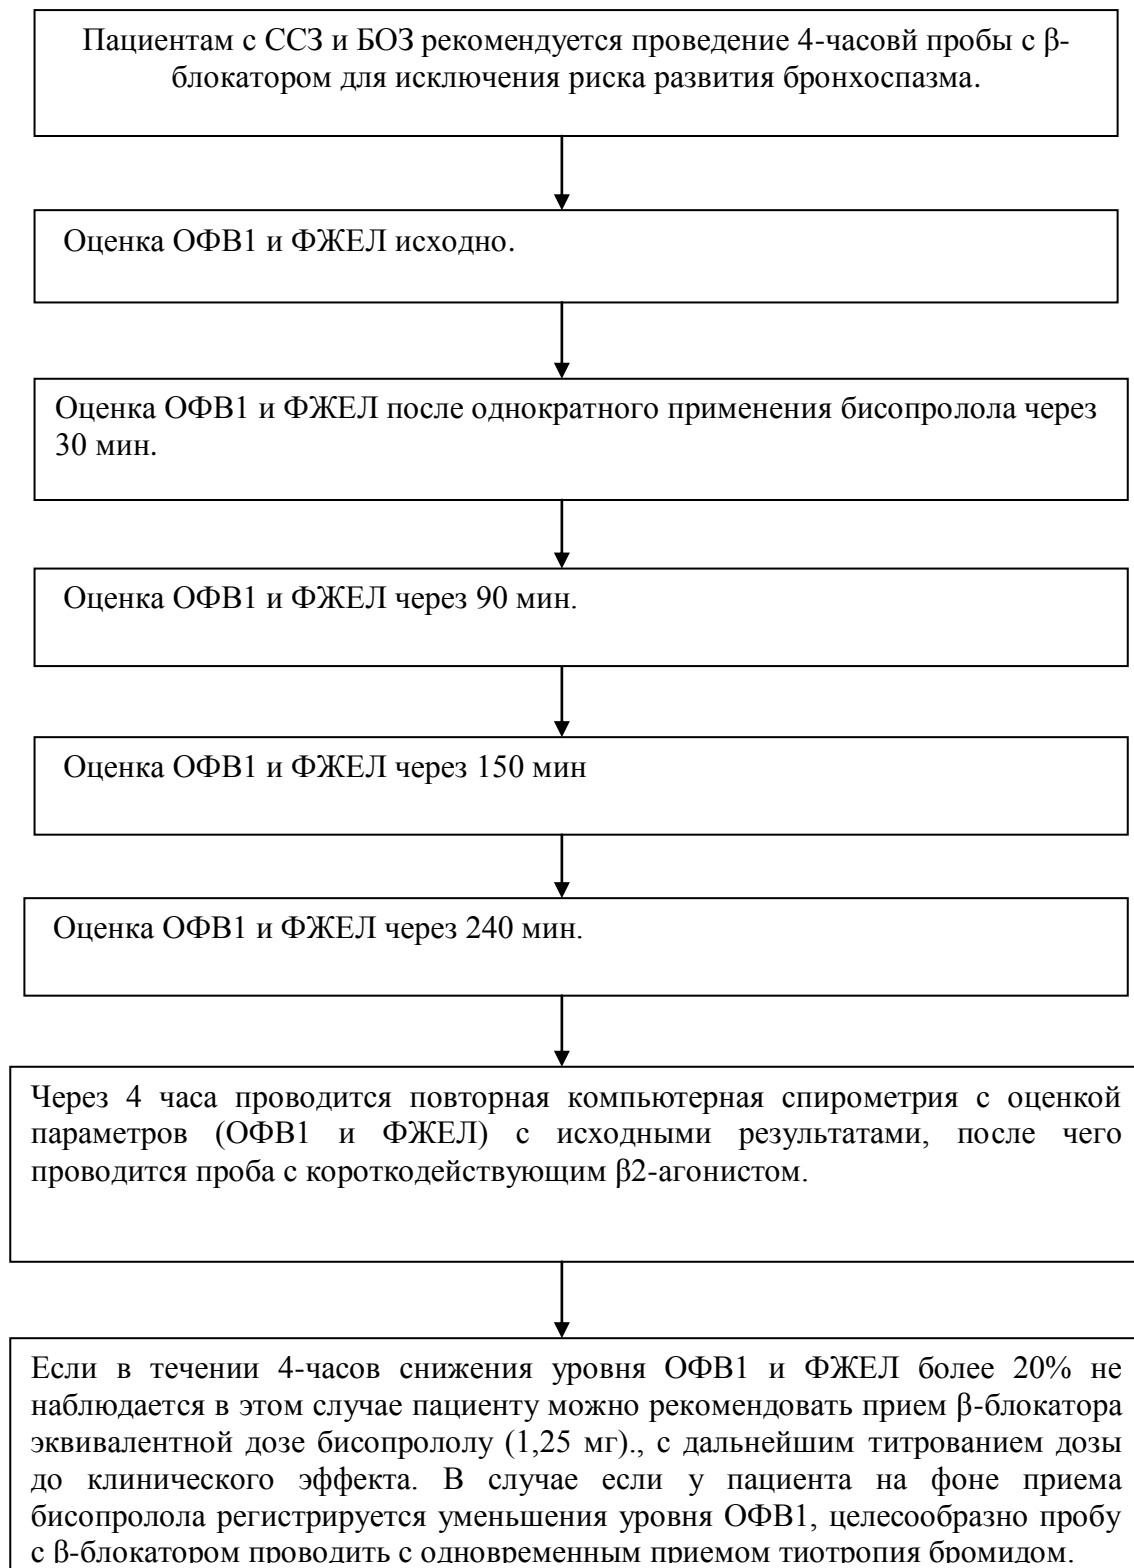 Пациентам с ССЗ и БОЗ рекомендуется проведение 4-часовй пробы с β-
блокатором для исключения риска развития бронхоспазма.
Оценка ОФВ1 и ФЖЕЛ исходно.
Оценка ОФВ1 и ФЖЕЛ после однократного применения бисопролола через
30 мин.
Оценка ОФВ1 и ФЖЕЛ через 90 мин.
Оценка ОФВ1 и ФЖЕЛ через 150 мин
Оценка ОФВ1 и ФЖЕЛ через 240 мин.
Через 4 часа проводится повторная компьютерная спирометрия с оценкой
параметров (ОФВ1 и ФЖЕЛ) с исходными результатами, после чего
проводится проба с короткодействующим β2-агонистом.
Если в течении 4-часов снижения уровня ОФВ1 и ФЖЕЛ более 20% не
наблюдается в этом случае пациенту можно рекомендовать прием β-блокатора
эквивалентной дозе бисопрололу (1,25 мг)., с дальнейшим титрованием дозы
до клинического эффекта. В случае если у пациента на фоне приема
бисопролола регистрируется уменьшения уровня ОФВ1, целесообразно пробу
с β-блокатором проводить с одновременным приемом тиотропия бромидом.